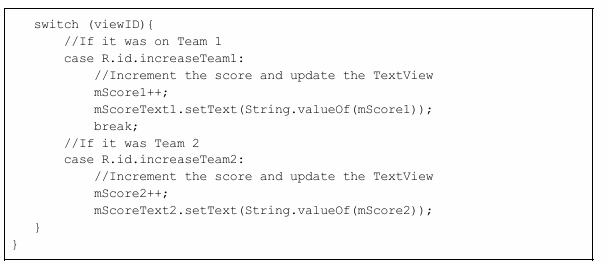 switch (viewID){
//If it was on Team 1
case R.id.increaseTeam1:
//Increment the score and update the TextView
mScore1++;
mScoreText1.setText(String.valueOf(mScore1));
break;
//If it was Team 2
case R.id.increaseTeam2:
//Increment the score and update the TextView
mScore2++;
mScoreText2.setText(String.valueOf(mScore2));
}
}